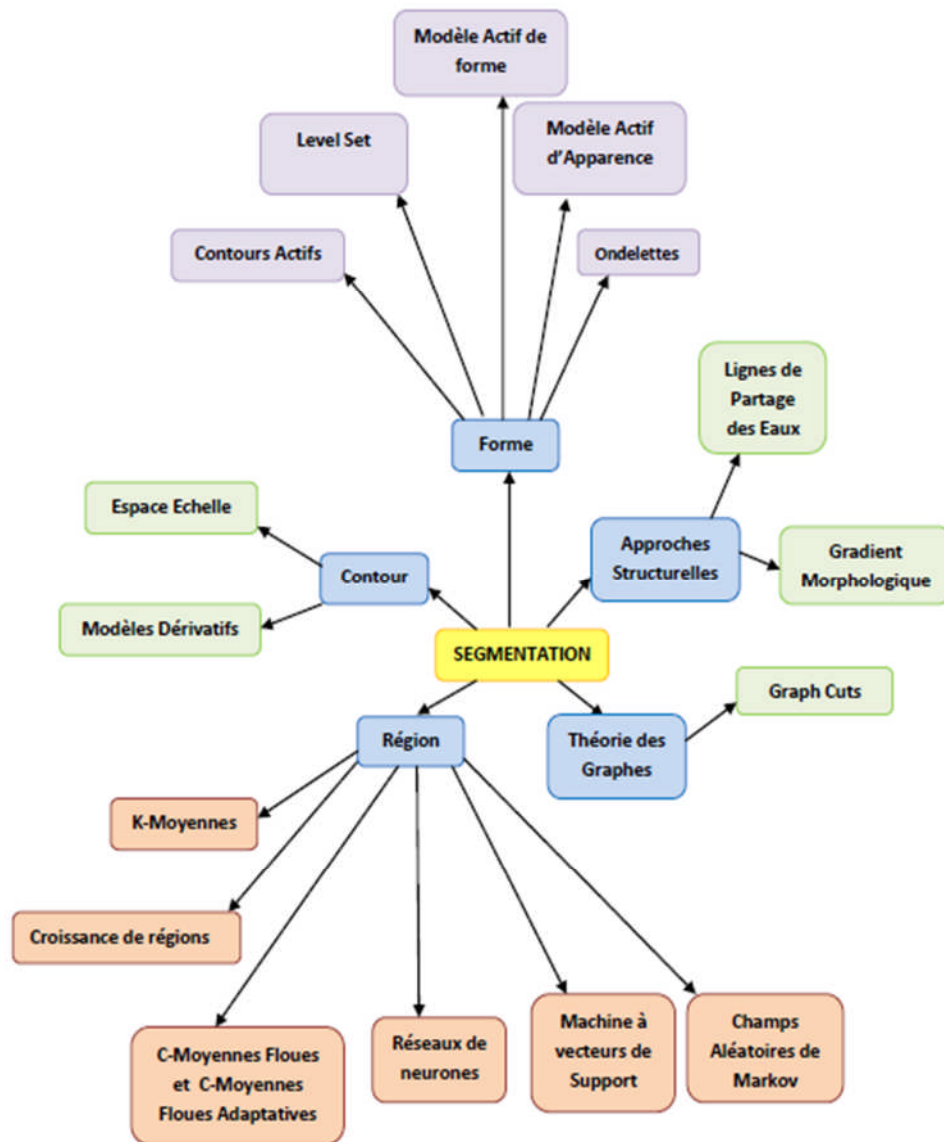 Modèle Actif de
forme
Level Set
Modèle Actif
d'Apparence
Contours Actifs
Ondelettes
Lignes de
Partage
des Eaux
Forme
Espace Echelle
Approches
Structurelles
Gradient
Morphologique
Contour
Modèles Dérivatifs
SEGMENTATION
Graph Cuts
Région
Théorie des
Graphes
K-Moyennes
Croissance de régions
C-Moyennes Floues
et C-Moyennes
Floues Adaptatives
Réseaux de
neurones
Machine à
vecteurs de
Support
Champs
Aléatoires de
Markov